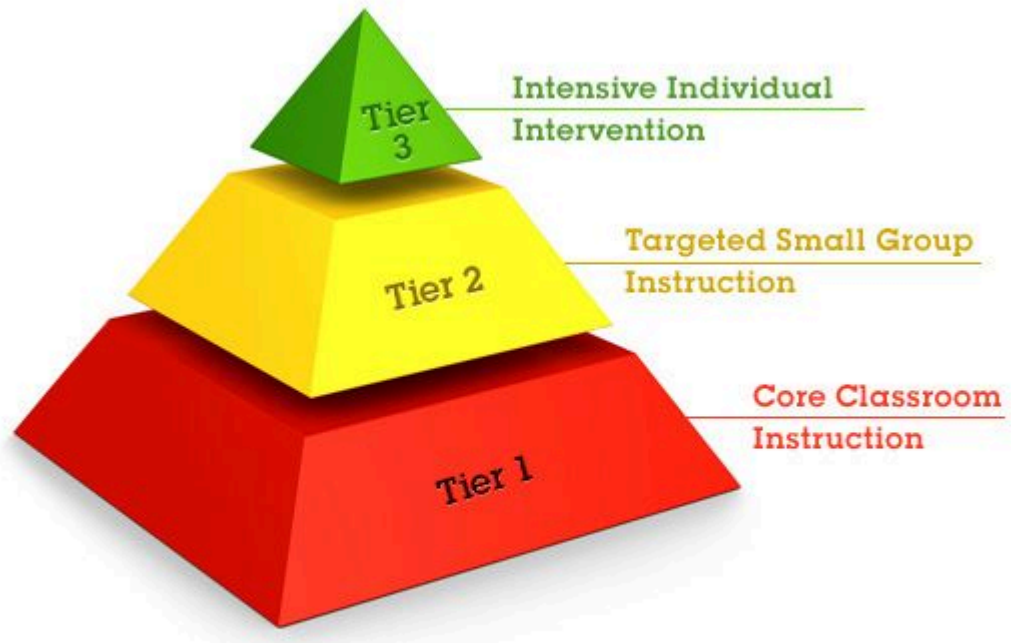 Tier
3
Intensive Individual
Intervention
Tier 2
Targeted Small Group
Instruction
Tier 1
Core Classroom
Instruction